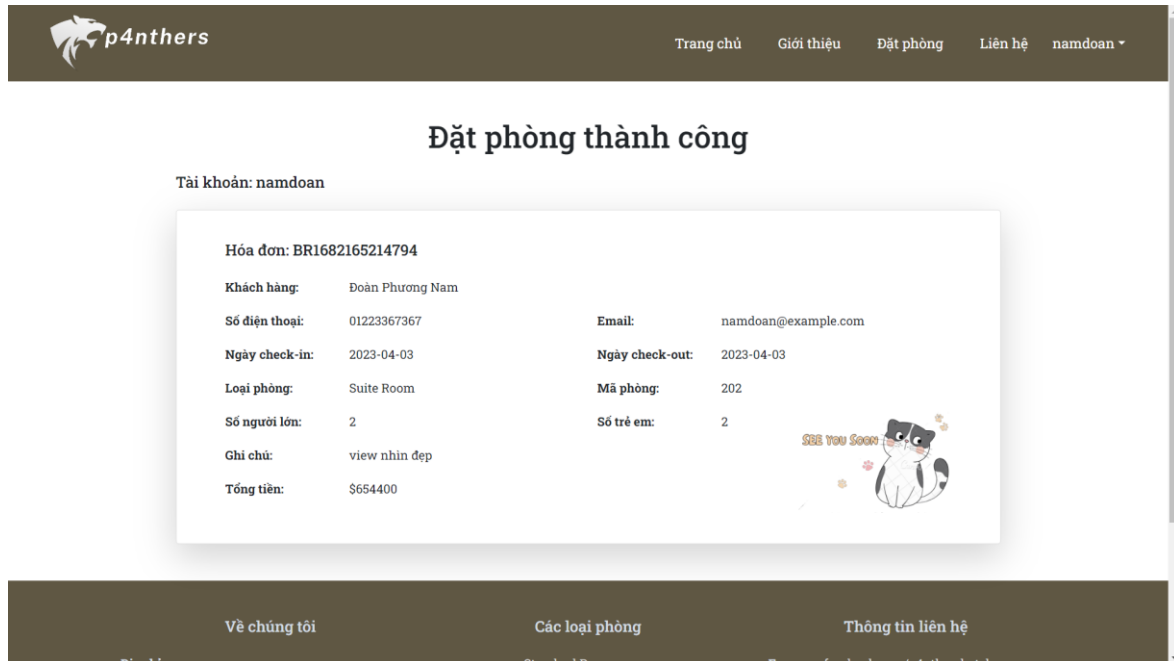 p4nthers
Trang chủ Giới thiệu Đặt phòng Liên hệ namdoan
Đặt phòng thành công
Tài khoản: namdoan
Hóa đơn: BR1682165214794
Khách hàng: Đoàn Phương Nam
Số điện thoại: 01223367367 Email: namdoan@example.com
Ngày check-in: 2023-04-03 Ngày check-out: 2023-04-03
Loại phòng: Suite Room Mã phòng: 202
Số người lớn: 2 Số trẻ em: 2
SEE YOU SOON
Ghi chú: view nhìn đẹp
Tổng tiền: $654400
Về chúng tôi Các loại phòng Thông tin liên hệ